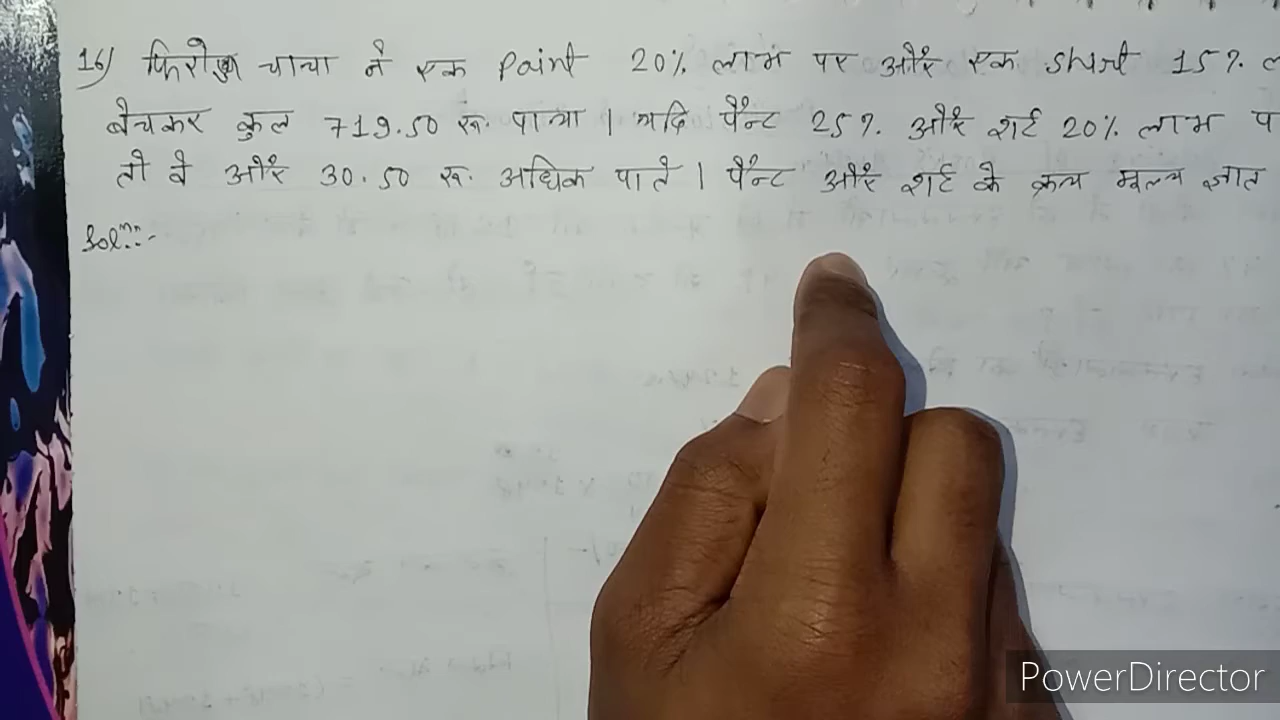 16) फिरोज चाचा ने एक Paint 20% लाभ पर और एक shirt 15%
बेचकर कुल 719.50 रू. पाया। यदि पैन्ट 25% और शर्ट 20% लाभ प
तो वे और 30.50 रू. अधिक पाते। पैन्ट और शर्ट के क्रय मूल्य ज्ञात
Solⁿ:-
PowerDirector